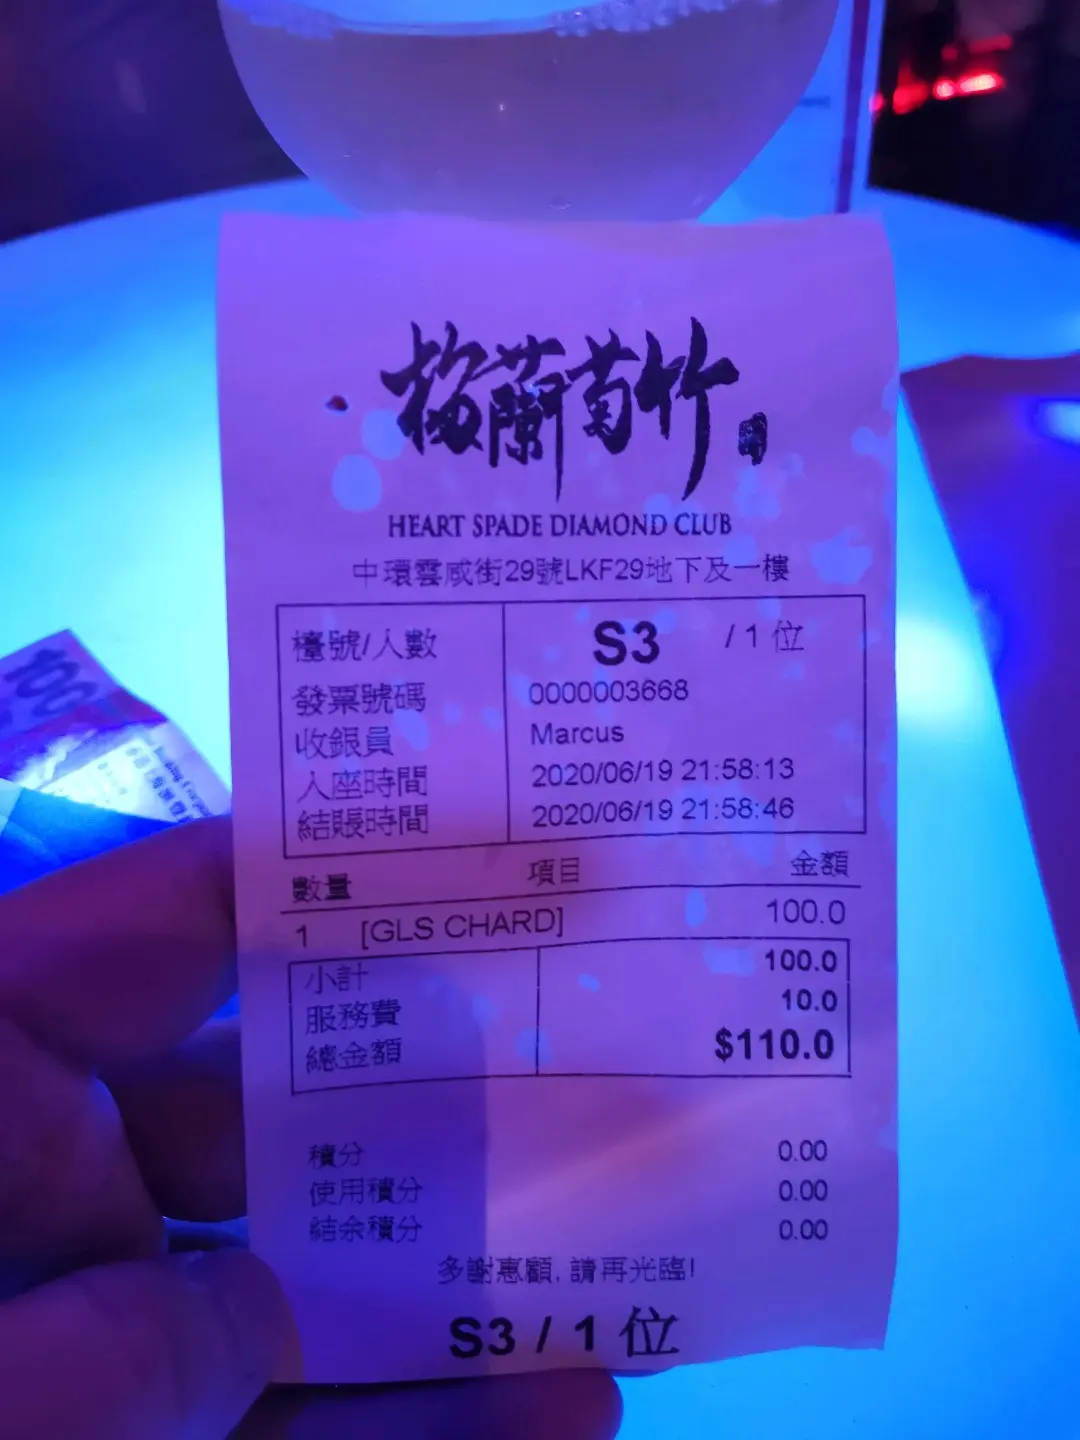 梅蘭菊竹
HEART SPADE DIAMOND CLUB
中環雲咸街29號LKF29地下及一樓
檯號/人數 S3 / 1 位
發票號碼 0000003668
收銀員 Marcus
入座時間 2020/06/19 21:58:13
結賬時間 2020/06/19 21:58:46
數量 項目 金額
1 [GLS CHARD] 100.0
小計 100.0
服務費 10.0
總金額 $110.0
積分 0.00
使用積分 0.00
結余積分 0.00
多謝惠顧, 請再光臨!
S3 / 1 位
100